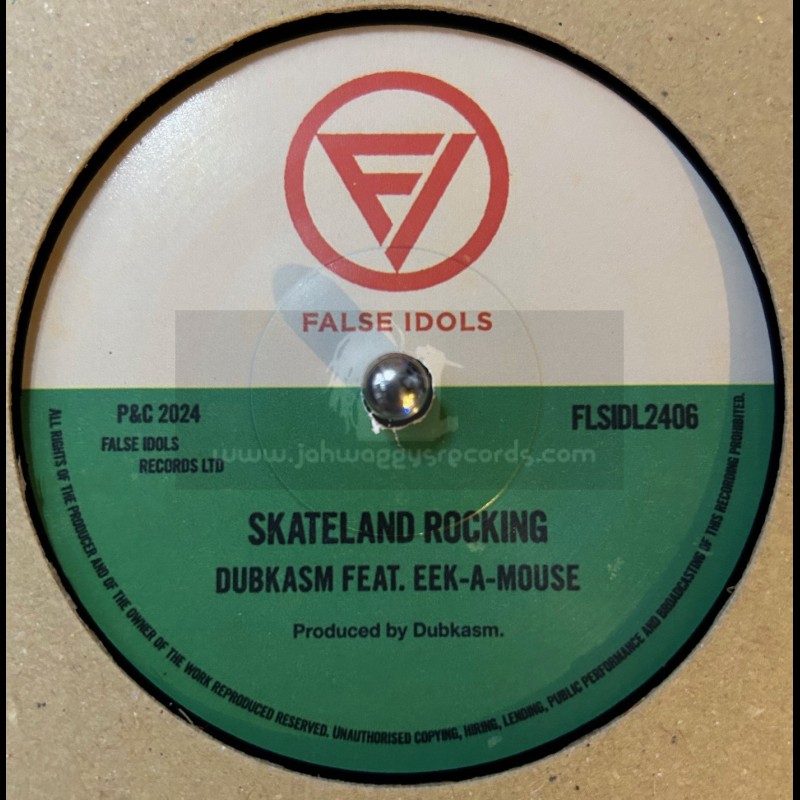 FALSE IDOLS
P&C 2024
FLSIDL2406
FALSE IDOLS
RECORDS LTD
www.jahwaggysrecords.com
SKATELAND ROCKING
DUBKASM FEAT. EEK-A-MOUSE
Produced by Dubkasm.
ALL RIGHTS OF THE PRODUCER AND OF THE OWNER OF THE WORK REPRODUCED RESERVED. UNAUTHORISED COPYING, HIRING, LENDING, PUBLIC PERFORMANCE AND BROADCASTING OF THIS RECORDING PROHIBITED.